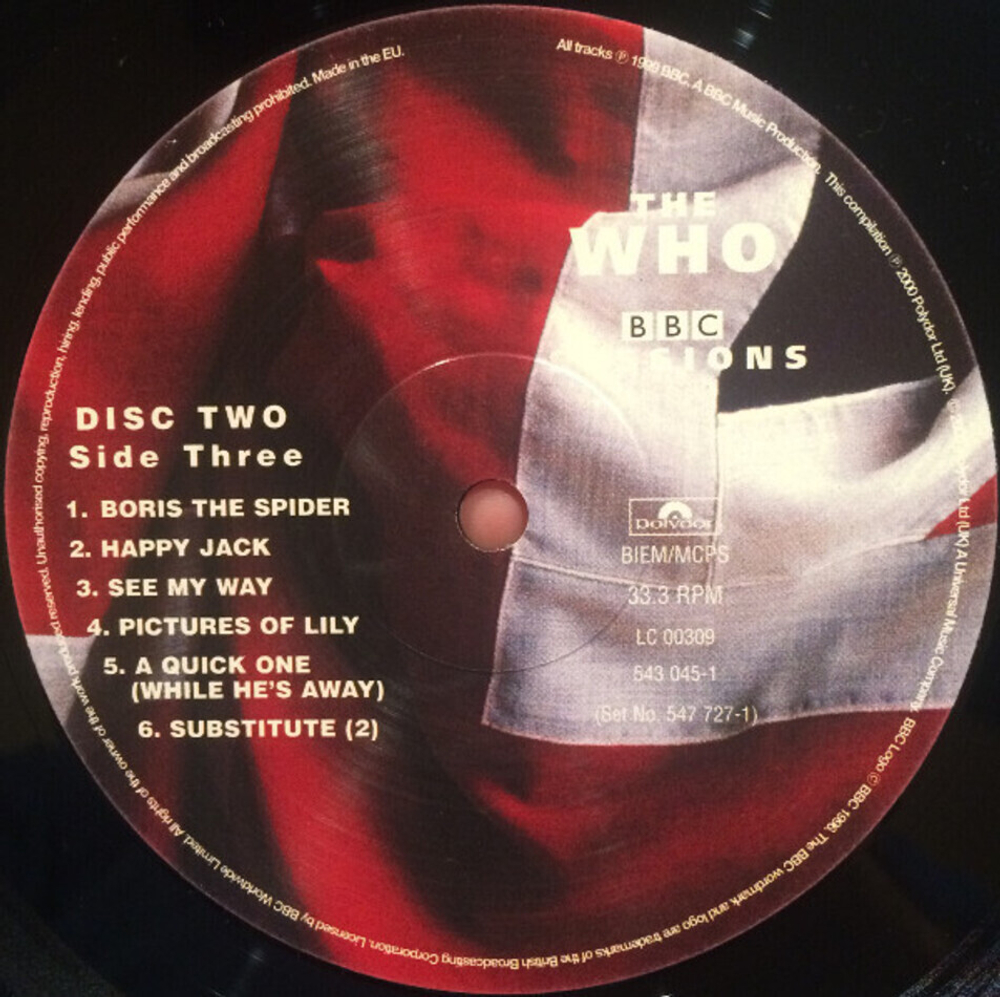 THE
WHO
BBC
SIONS
DISC TWO
Side Three
1. BORIS THE SPIDER
2. HAPPY JACK
3. SEE MY WAY
4. PICTURES OF LILY
5. A QUICK ONE
(WHILE HE'S AWAY)
6. SUBSTITUTE (2)
polydor
BIEM/MCPS
33.3 RPM
LC 00309
543 045-1
(Set No. 547 727-1)
All tracks ℗ 1999 BBC. A BBC Music Production. This compilation ℗ 2000 Polydor Ltd (UK). Ltd (UK) A Universal Music Company. BBC Logo © BBC 1996. The BBC wordmark and logo are trademarks of the British Broadcasting Corporation. Licensed by BBC Worldwide Limited. All rights of the owner of the work produced reserved. Unauthorised copying, reproduction, hiring, lending, public performance and broadcasting prohibited. Made in the EU.